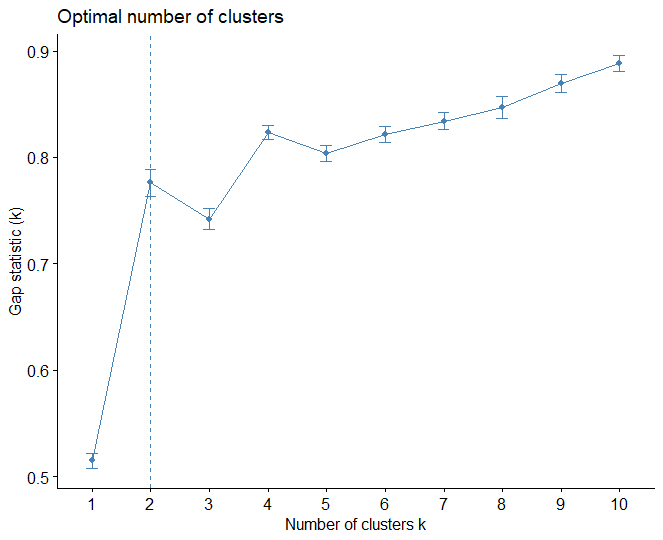 Optimal number of clusters
0.9
0.8
0.7
0.6
0.5
Gap statistic (k)
1 2 3 4 5 6 7 8 9 10
Number of clusters k